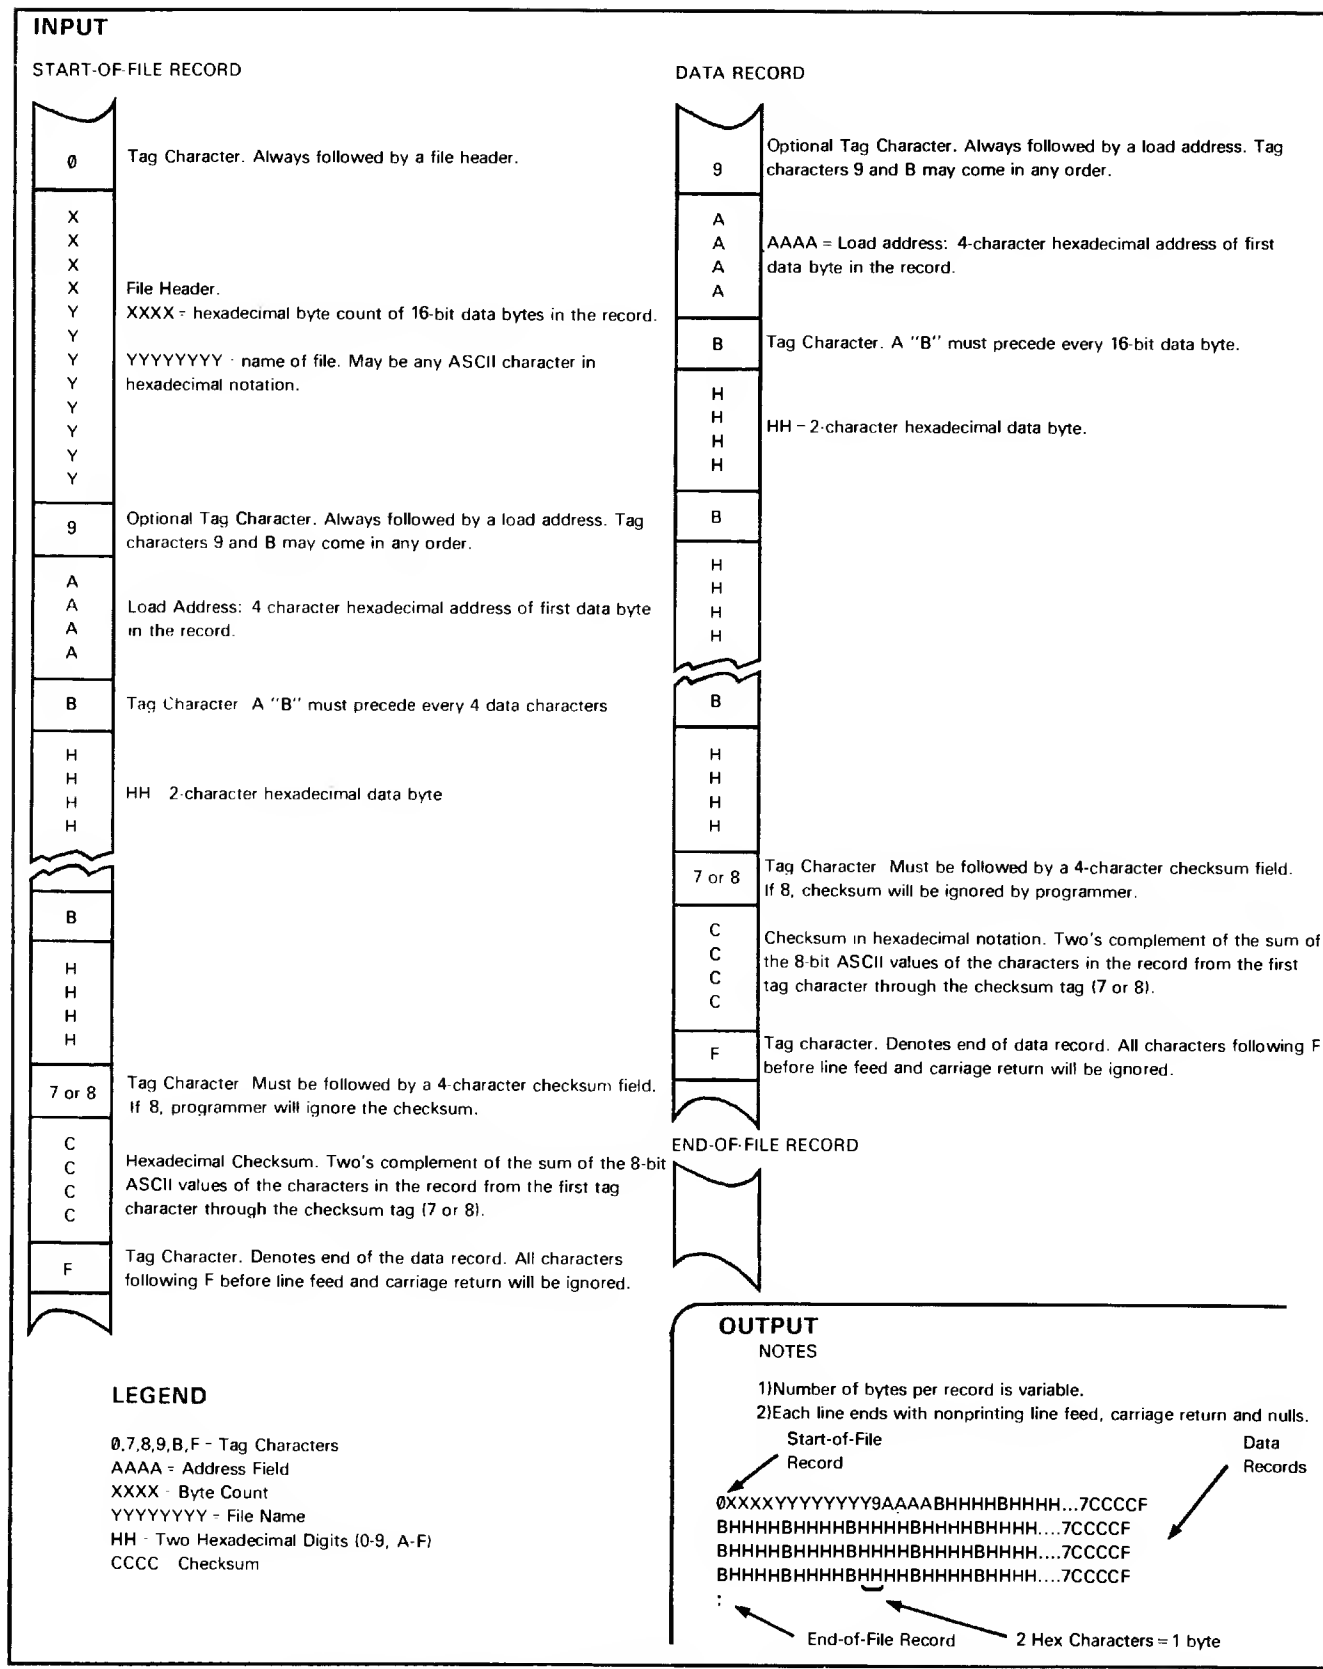 INPUT
START-OF-FILE RECORD
0
Tag Character. Always followed by a file header.
X
X
X
X
Y
Y
Y
Y
Y
Y
Y
Y
File Header.
XXXX = hexadecimal byte count of 16-bit data bytes in the record.
YYYYYYYY - name of file. May be any ASCII character in
hexadecimal notation.
9
Optional Tag Character. Always followed by a load address. Tag
characters 9 and B may come in any order.
A
A
A
A
Load Address: 4 character hexadecimal address of first data byte
in the record.
B
Tag Character A "B" must precede every 4 data characters
H
H
H
H
HH 2-character hexadecimal data byte
B
H
H
H
H
7 or 8
Tag Character Must be followed by a 4-character checksum field.
If 8, programmer will ignore the checksum.
C
C
C
C
Hexadecimal Checksum. Two's complement of the sum of the 8-bit
ASCII values of the characters in the record from the first tag
character through the checksum tag (7 or 8).
F
Tag Character. Denotes end of the data record. All characters
following F before line feed and carriage return will be ignored.
LEGEND
0,7,8,9,B,F - Tag Characters
AAAA = Address Field
XXXX - Byte Count
YYYYYYYY = File Name
HH - Two Hexadecimal Digits (0-9, A-F)
CCCC Checksum
DATA RECORD
9
Optional Tag Character. Always followed by a load address. Tag
characters 9 and B may come in any order.
A
A
A
A
AAAA = Load address: 4-character hexadecimal address of first
data byte in the record.
B
Tag Character. A "B" must precede every 16-bit data byte.
H
H
H
H
HH - 2-character hexadecimal data byte.
B
H
H
H
H
B
H
H
H
H
7 or 8
Tag Character Must be followed by a 4-character checksum field.
If 8, checksum will be ignored by programmer.
C
C
C
C
Checksum in hexadecimal notation. Two's complement of the sum of
the 8-bit ASCII values of the characters in the record from the first
tag character through the checksum tag (7 or 8).
F
Tag character. Denotes end of data record. All characters following F
before line feed and carriage return will be ignored.
END-OF-FILE RECORD
OUTPUT
NOTES
1)Number of bytes per record is variable.
2)Each line ends with nonprinting line feed, carriage return and nulls.
Start-of-File
Record
Data
Records
0XXXXYYYYYYYY9AAAABHHHHBHHHH...7CCCCF
BHHHHBHHHHBHHHHBHHHHBHHHH....7CCCCF
BHHHHBHHHHBHHHHBHHHHBHHHH....7CCCCF
BHHHHBHHHHBHHHHBHHHHBHHHH....7CCCCF
:
End-of-File Record
2 Hex Characters = 1 byte